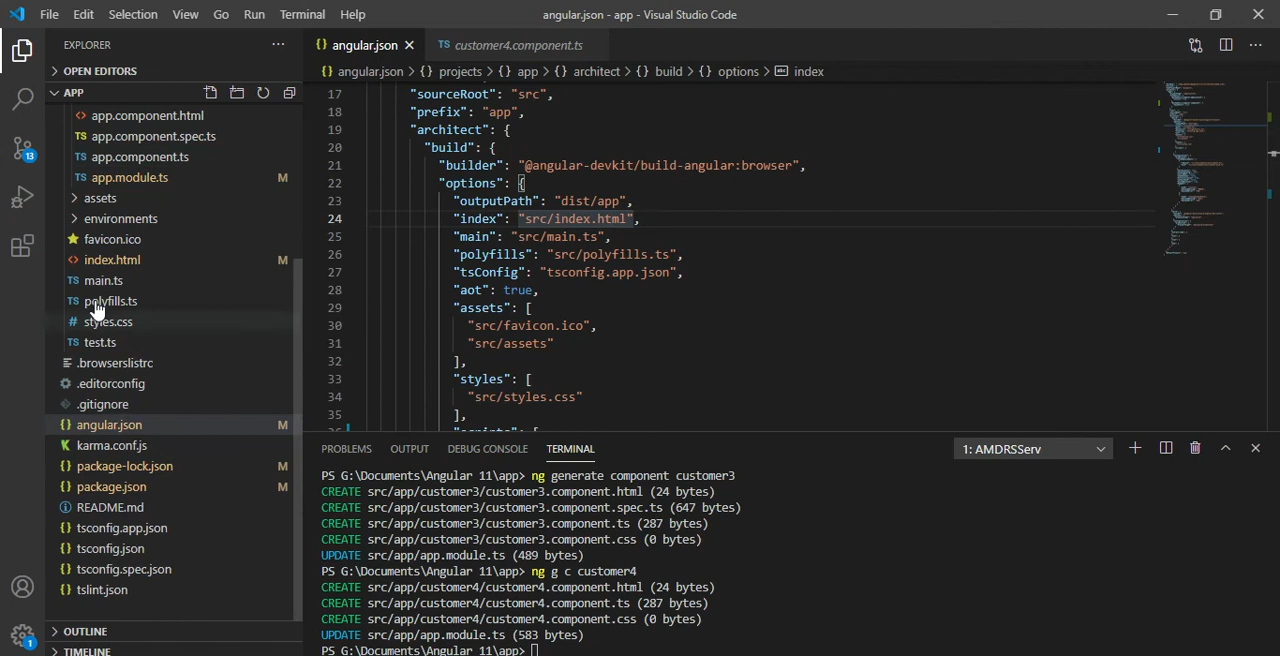 File Edit Selection View Go Run Terminal Help
angular.json - app - Visual Studio Code
EXPLORER
OPEN EDITORS
APP
app.component.html
TS app.component.spec.ts
TS app.component.ts
TS app.module.ts M
assets
environments
favicon.ico
index.html M
TS main.ts
TS polyfills.ts
# styles.css
TS test.ts
.browserslistrc
.editorconfig
.gitignore
{} angular.json M
karma.conf.js
{} package-lock.json M
{} package.json M
README.md
{} tsconfig.app.json
{} tsconfig.json
{} tsconfig.spec.json
{} tslint.json
OUTLINE
TIMELINE
13
1
{} angular.json
TS customer4.component.ts
{} angular.json > {} projects > {} app > {} architect > {} build > {} options > index
17 "sourceRoot": "src",
18 "prefix": "app",
19 "architect": {
20 "build": {
21 "builder": "@angular-devkit/build-angular:browser",
22 "options": {
23 "outputPath": "dist/app",
24 "index": "src/index.html",
25 "main": "src/main.ts",
26 "polyfills": "src/polyfills.ts",
27 "tsConfig": "tsconfig.app.json",
28 "aot": true,
29 "assets": [
30 "src/favicon.ico",
31 "src/assets"
32 ],
33 "styles": [
34 "src/styles.css"
35 ],
36 "scripts": [
PROBLEMS OUTPUT DEBUG CONSOLE TERMINAL
1: AMDRSServ
PS G:\Documents\Angular 11\app> ng generate component customer3
CREATE src/app/customer3/customer3.component.html (24 bytes)
CREATE src/app/customer3/customer3.component.spec.ts (647 bytes)
CREATE src/app/customer3/customer3.component.ts (287 bytes)
CREATE src/app/customer3/customer3.component.css (0 bytes)
UPDATE src/app/app.module.ts (489 bytes)
PS G:\Documents\Angular 11\app> ng g c customer4
CREATE src/app/customer4/customer4.component.html (24 bytes)
CREATE src/app/customer4/customer4.component.ts (287 bytes)
CREATE src/app/customer4/customer4.component.css (0 bytes)
UPDATE src/app/app.module.ts (583 bytes)
PS G:\Documents\Angular 11\app>